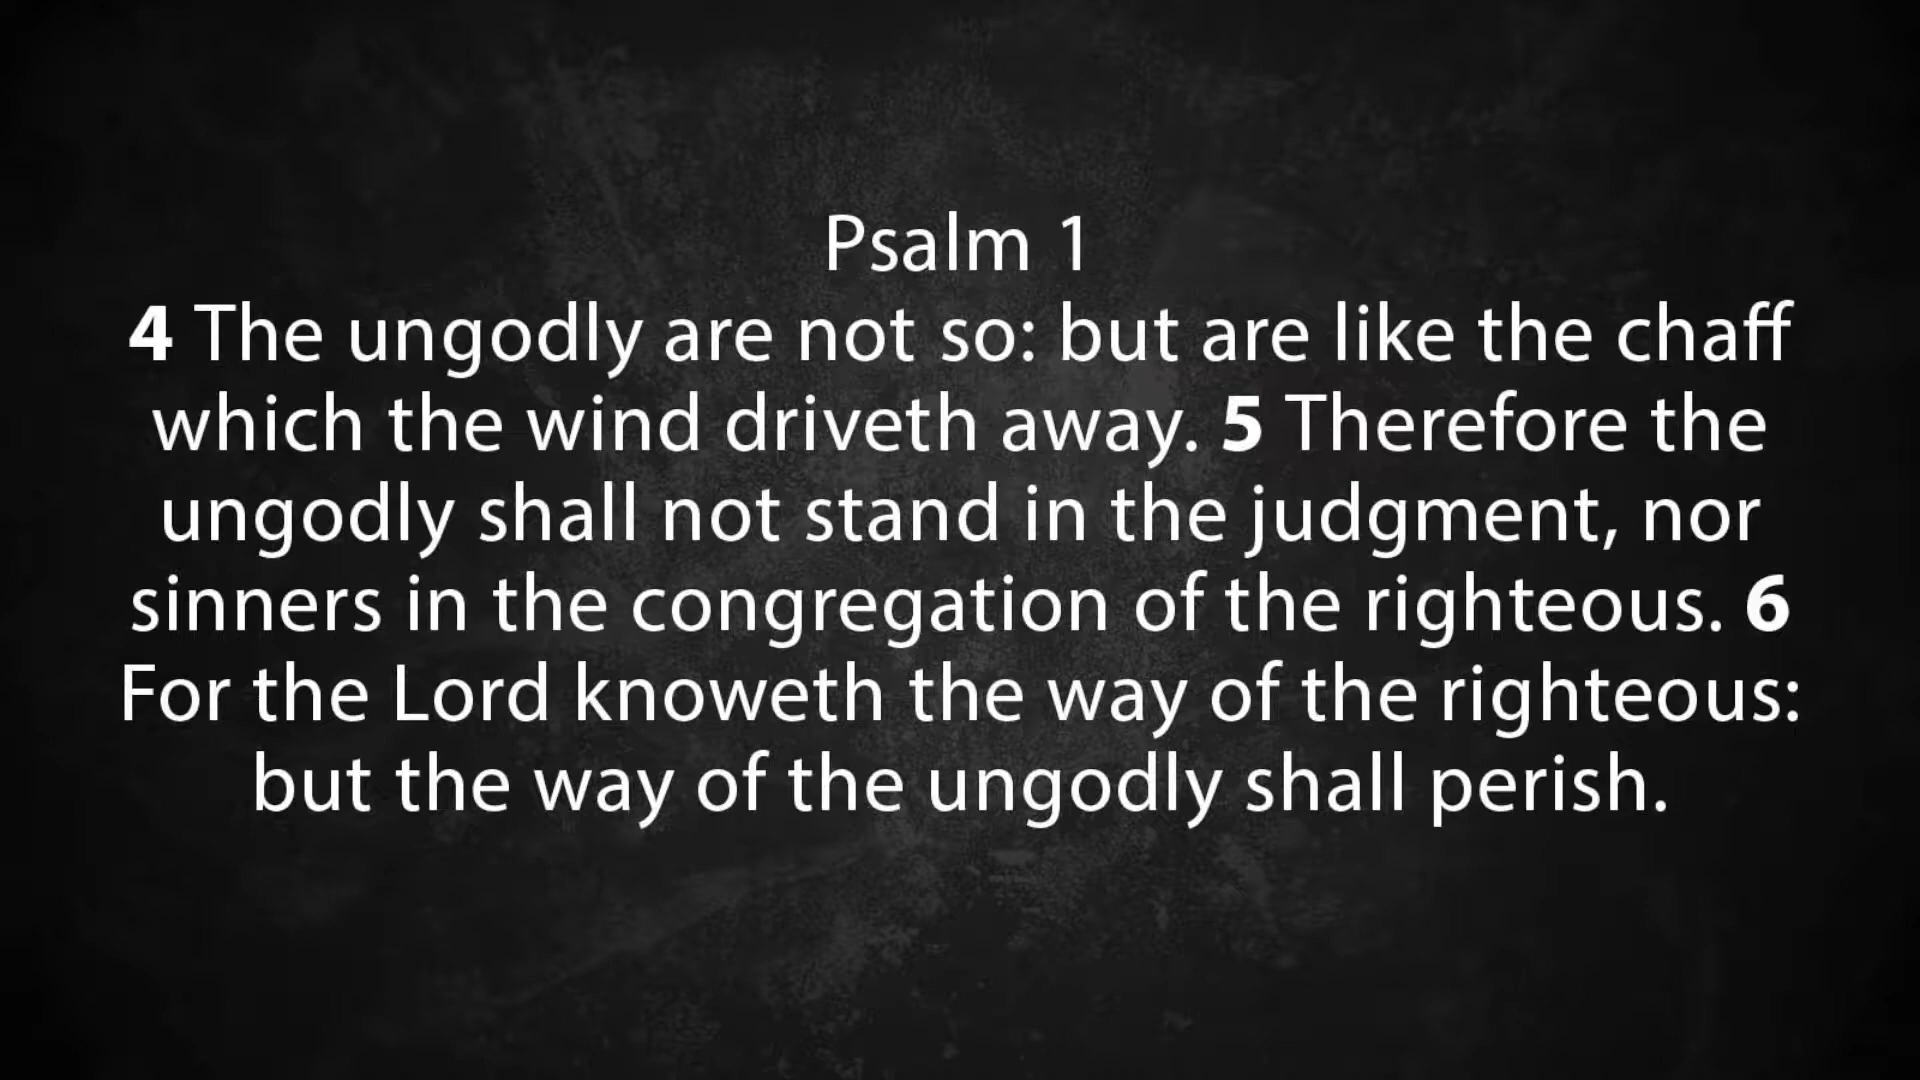 Psalm 1
4 The ungodly are not so: but are like the chaff
which the wind driveth away. 5 Therefore the
ungodly shall not stand in the judgment, nor
sinners in the congregation of the righteous. 6
For the Lord knoweth the way of the righteous:
but the way of the ungodly shall perish.